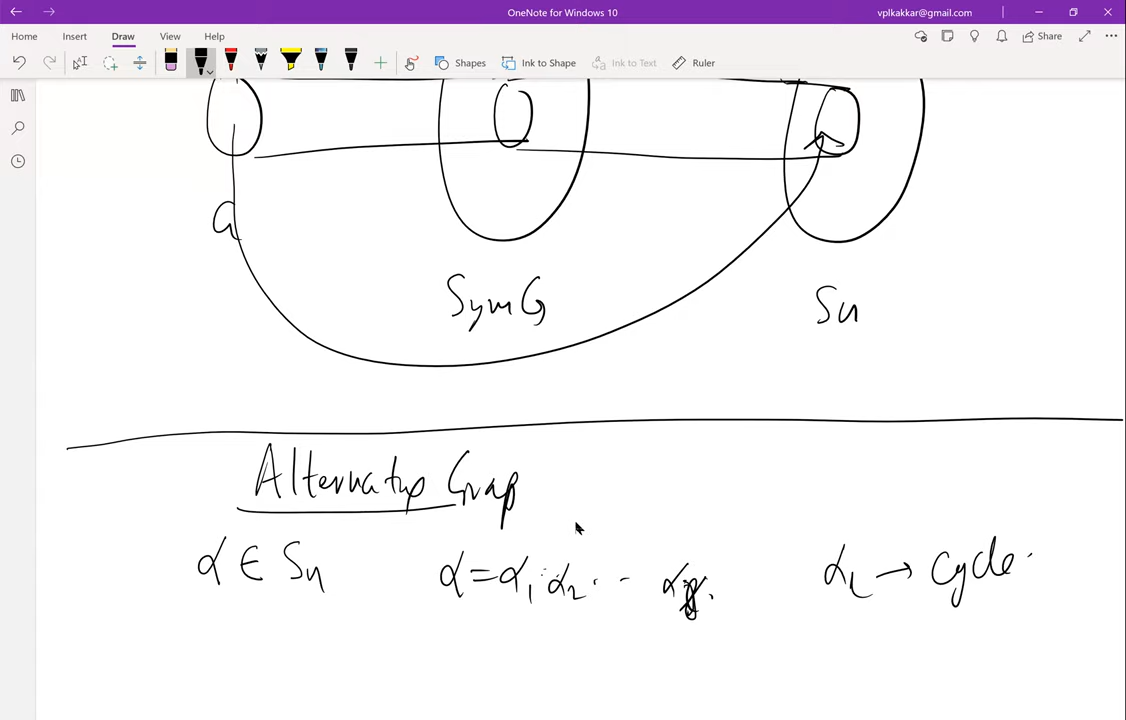 OneNote for Windows 10
vplkakkar@gmail.com
Home Insert Draw View Help
Share
Shapes Ink to Shape Ink to Text Ruler
G
Sym G
Sn
Alternating Group
α ∈ Sn α = α1 α2 ... αi → cycle